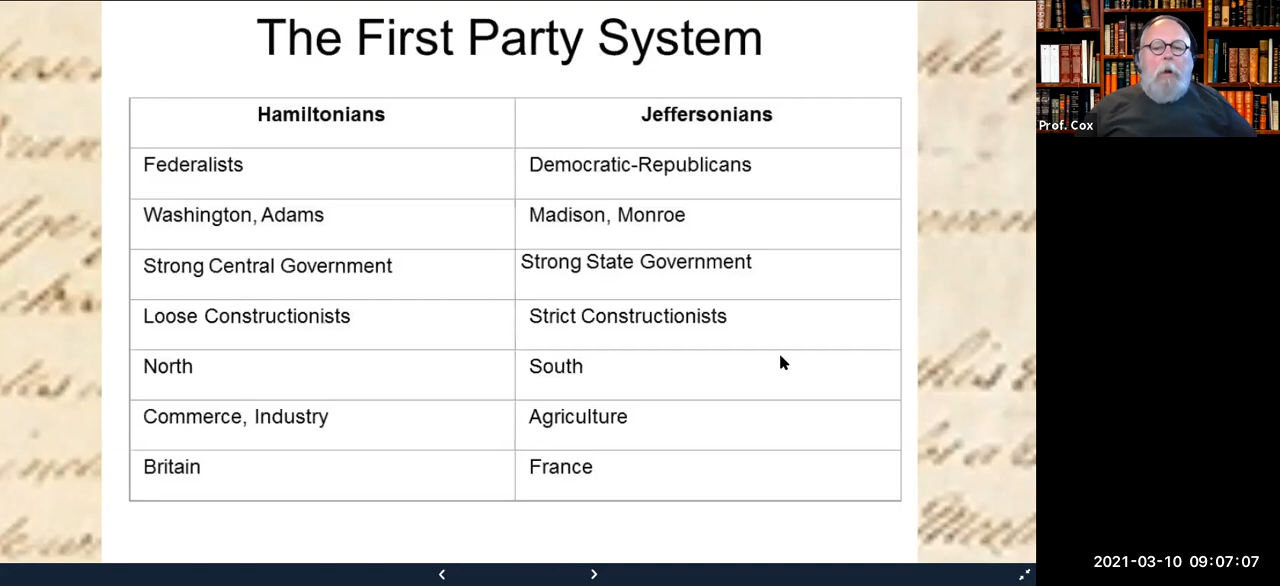 The First Party System
Hamiltonians Jeffersonians
Federalists Democratic-Republicans
Washington, Adams Madison, Monroe
Strong Central Government Strong State Government
Loose Constructionists Strict Constructionists
North South
Commerce, Industry Agriculture
Britain France
Prof. Cox
2021-03-10 09:07:07